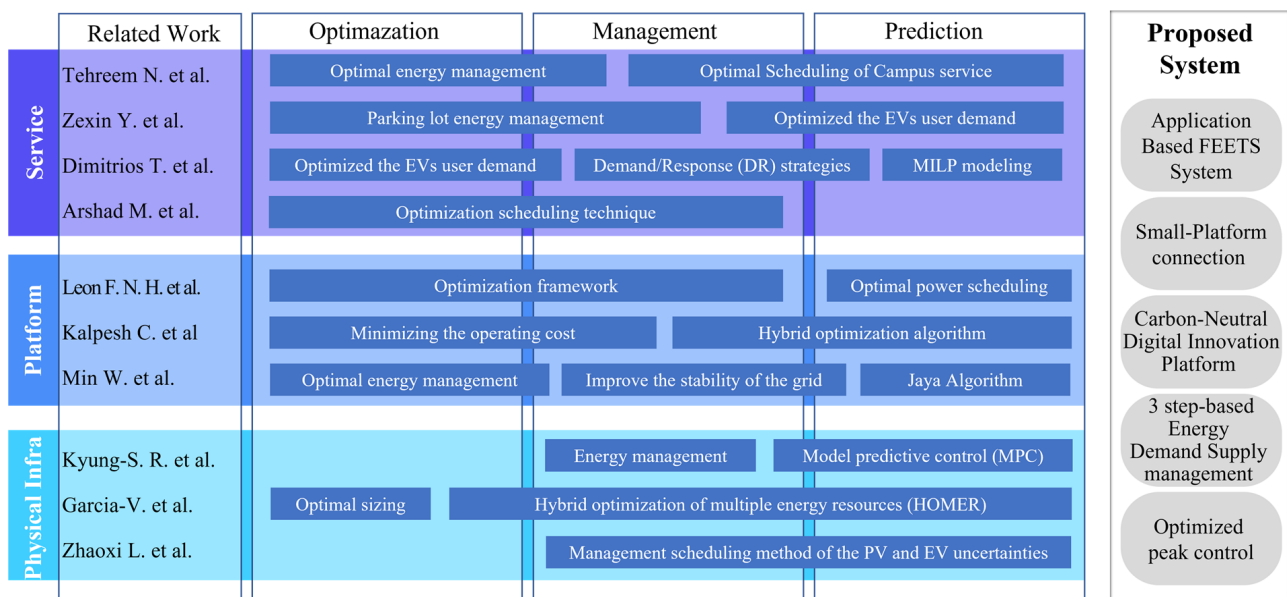 Related Work
Optimazation
Management
Prediction
Service
Tehreem N. et al.
Optimal energy management
Optimal Scheduling of Campus service
Zexin Y. et al.
Parking lot energy management
Optimized the EVs user demand
Dimitrios T. et al.
Optimized the EVs user demand
Demand/Response (DR) strategies
MILP modeling
Arshad M. et al.
Optimization scheduling technique
Platform
Leon F. N. H. et al.
Optimization framework
Optimal power scheduling
Kalpesh C. et al
Minimizing the operating cost
Hybrid optimization algorithm
Min W. et al.
Optimal energy management
Improve the stability of the grid
Jaya Algorithm
Physical Infra
Kyung-S. R. et al.
Energy management
Model predictive control (MPC)
Garcia-V. et al.
Optimal sizing
Hybrid optimization of multiple energy resources (HOMER)
Zhaoxi L. et al.
Management scheduling method of the PV and EV uncertainties
Proposed
System
Application
Based FEETS
System
Small-Platform
connection
Carbon-Neutral
Digital Innovation
Platform
3 step-based
Energy
Demand Supply
management
Optimized
peak control